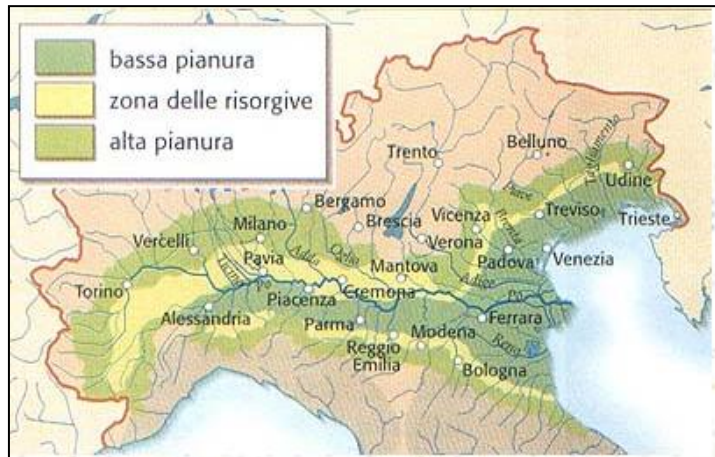 bassa pianura
zona delle risorgive
alta pianura
Trento
Belluno
Tagliamento
Udine
Bergamo
Piave
Brescia
Vicenza
Brenta
Treviso
Trieste
Milano
Vercelli
Oglio
Verona
Adda
Pavia
Mantova
Padova
Venezia
Ticino
Adige
Torino
Po
Piacenza
Cremona
Po
Alessandria
Parma
Modena
Ferrara
Reggio
Emilia
Reno
Bologna